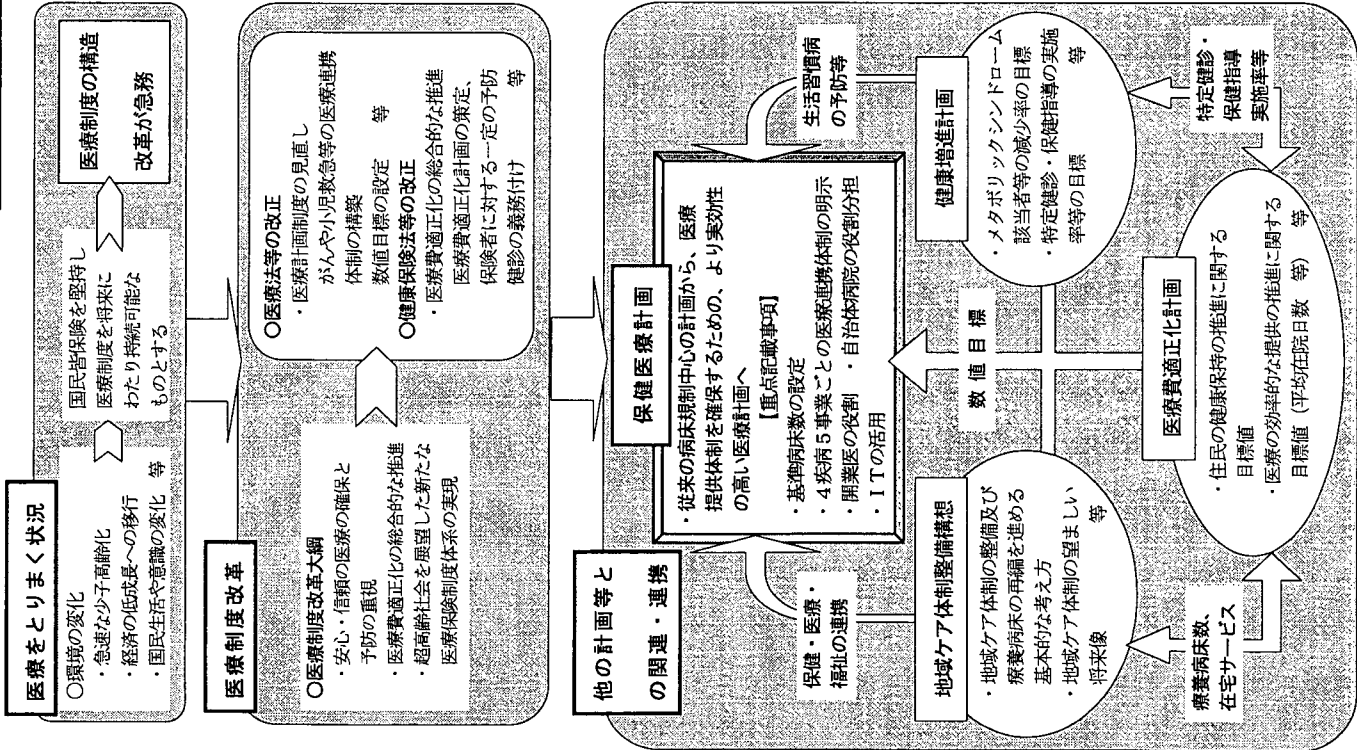 医療をとりまく状況
〇環境の変化
・急速な少子高齢化
・経済の低成長への移行
・国民生活や意識の変化 等
国民皆保険を堅持し
医療制度を将来に
わたり持続可能な
ものとする
医療制度の構造
改革が急務
医療制度改革
〇医療制度改革大綱
・安心・信頼の医療の確保と
予防の重視
・医療費適正化の総合的な推進
・超高齢社会を展望した新たな
医療保険制度体系の実現
〇医療法等の改正
・医療計画制度の見直し
がんや小児救急等の医療連携
体制の構築
数値目標の設定 等
〇健康保険法等の改正
・医療費適正化の総合的な推進
医療費適正化計画の策定、
保険者に対する一定の予防
健診の義務付け 等
他の計画等と
の関連・連携
保健医療計画
・従来の病床規制中心の計画から、医療
提供体制を確保するための、より実効性
の高い医療計画へ
【重点記載事項】
・基準病床数の設定
・4疾病5事業ごとの医療連携体制の明示
・開業医の役割 ・自治体病院の役割分担
・ITの活用
保健・医療・
福祉の連携
生活習慣病
の予防等
数値目標
地域ケア体制整備構想
・地域ケア体制の整備及び
療養病床の再編を進める
基本的な考え方
・地域ケア体制の望ましい
将来像 等
健康増進計画
・メタボリックシンドローム
該当者等の減少率の目標
・特定健診・保健指導の実施
率等の目標 等
医療費適正化計画
・住民の健康保持の推進に関する
目標値
・医療の効率的な提供の推進に関する
目標値(平均在院日数 等) 等
療養病床数、
在宅サービス
特定健診・
保健指導
実施率等